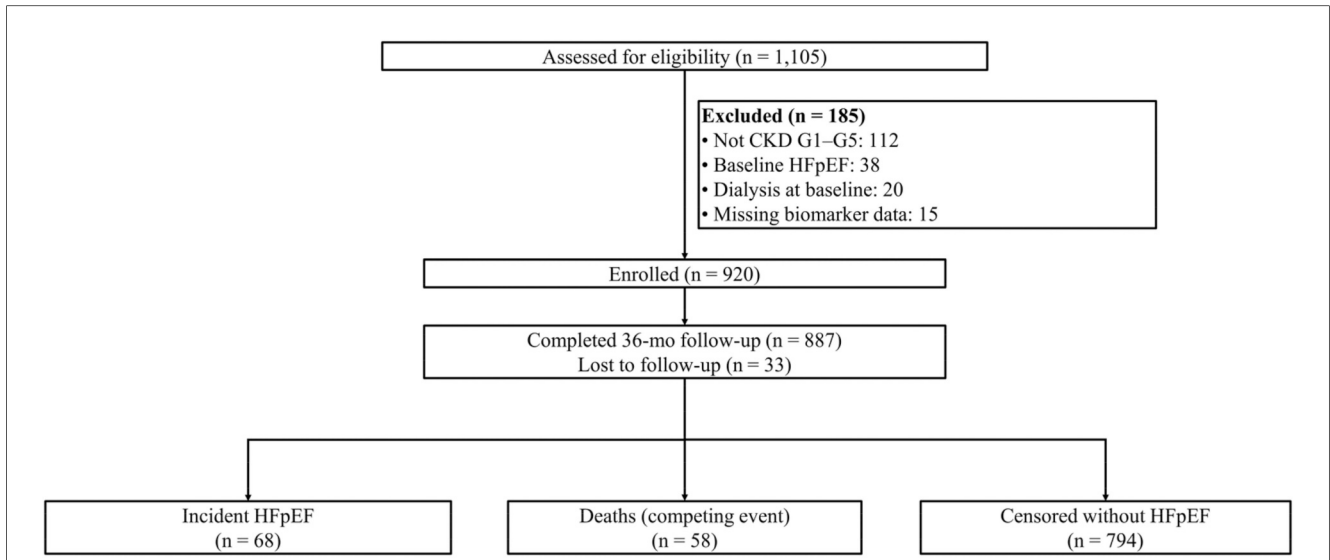 Assessed for eligibility (n = 1,105)
Excluded (n = 185)
• Not CKD G1–G5: 112
• Baseline HFpEF: 38
• Dialysis at baseline: 20
• Missing biomarker data: 15
Enrolled (n = 920)
Completed 36-mo follow-up (n = 887)
Lost to follow-up (n = 33)
Incident HFpEF
(n = 68)
Deaths (competing event)
(n = 58)
Censored without HFpEF
(n = 794)